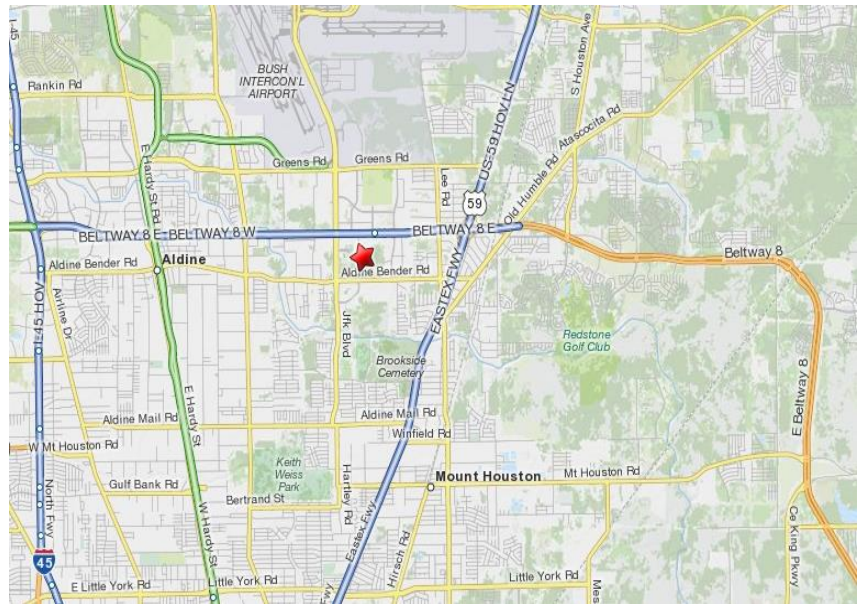 I-45
Rankin Rd
BUSH
INTERCON'L
AIRPORT
E Hardy St Rd
Greens Rd
Greens Rd
Lee Rd
US-59 HOV LN
S Houston Ave
Atascocita Rd
Old Humble Rd
59
BELTWAY 8 E-BELTWAY 8 W
BELTWAY 8 E
Beltway 8
Aldine Bender Rd
Aldine
Aldine Bender Rd
I-45 HOV
Airline Dr
Jfk Blvd
EASTEX FWY
Redstone
Golf Club
Brookside
Cemetery
E Hardy St
E Beltway 8
Aldine Mail Rd
Aldine Mail Rd
Winfield Rd
W Mt Houston Rd
Keith
Weiss
Park
Mount Houston
Mt Houston Rd
Gulf Bank Rd
Hartley Rd
Bertrand St
North Fwy
W Hardy St
Eastex Fwy
Hirsch Rd
Ce King Pkwy
45
E Little York Rd
Little York Rd
Fwy
Little York Rd
Mes